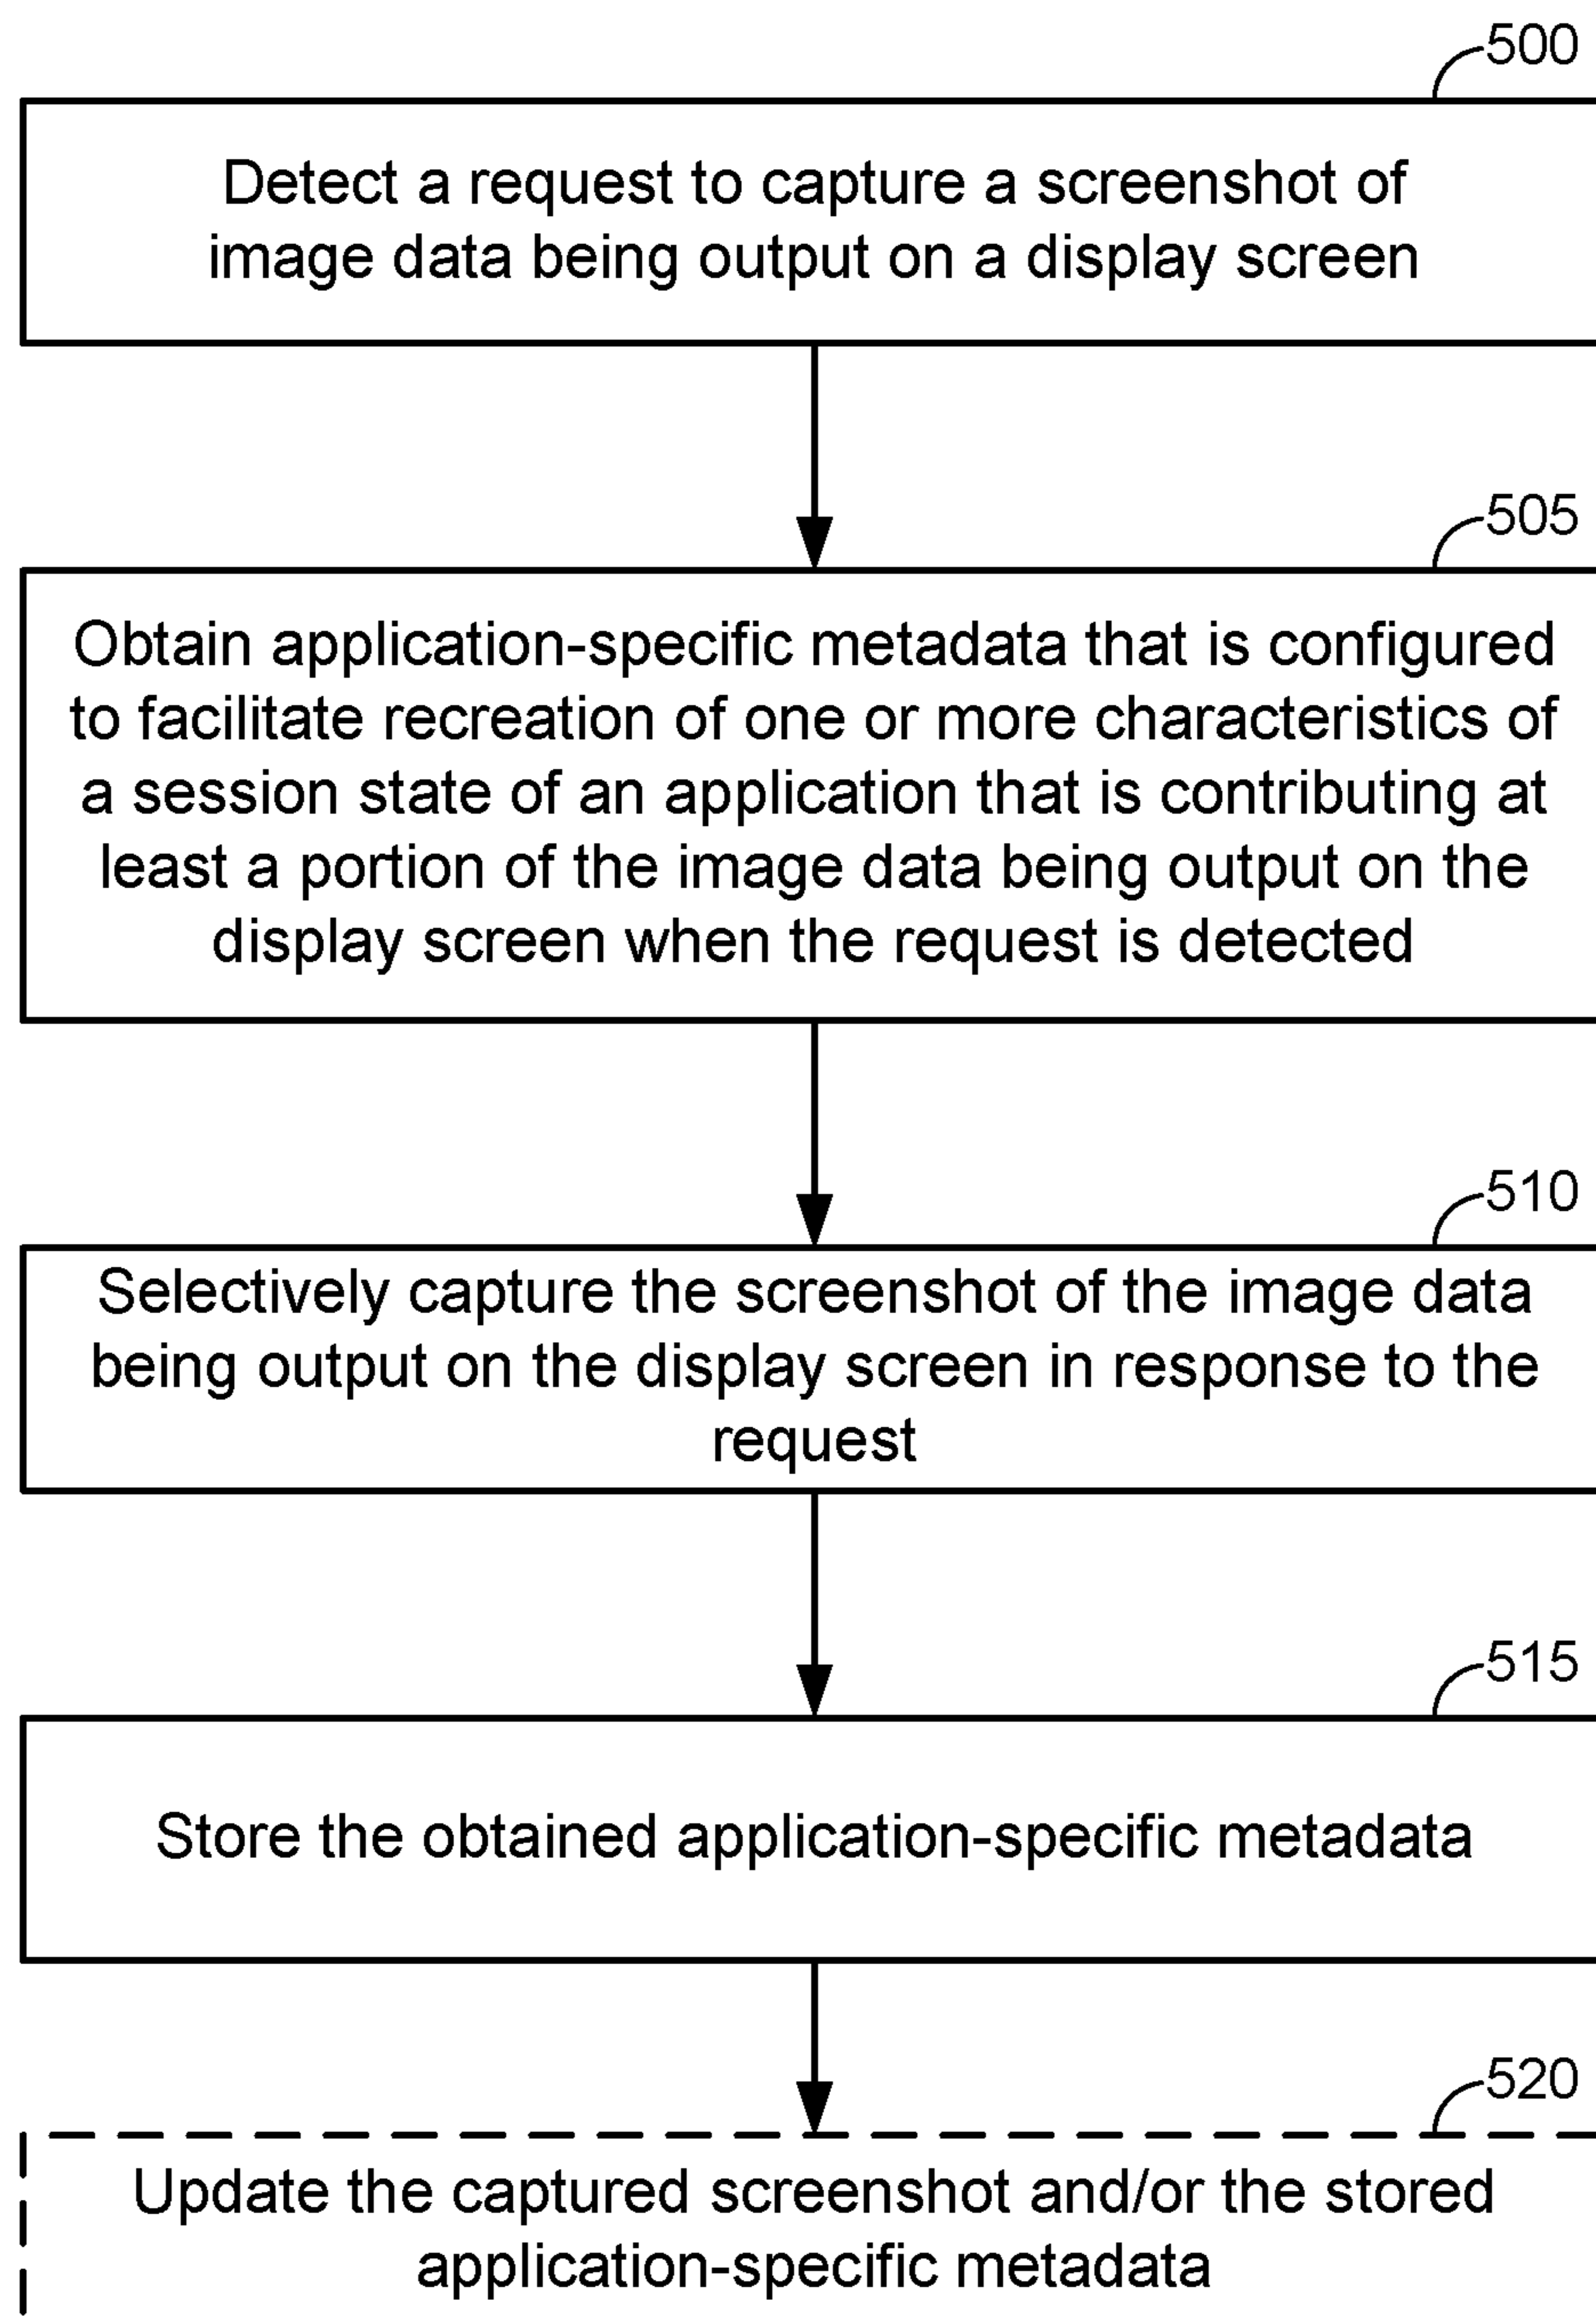 500
Detect a request to capture a screenshot of
image data being output on a display screen
505
Obtain application-specific metadata that is configured
to facilitate recreation of one or more characteristics of
a session state of an application that is contributing at
least a portion of the image data being output on the
display screen when the request is detected
510
Selectively capture the screenshot of the image data
being output on the display screen in response to the
request
515
Store the obtained application-specific metadata
520
Update the captured screenshot and/or the stored
application-specific metadata